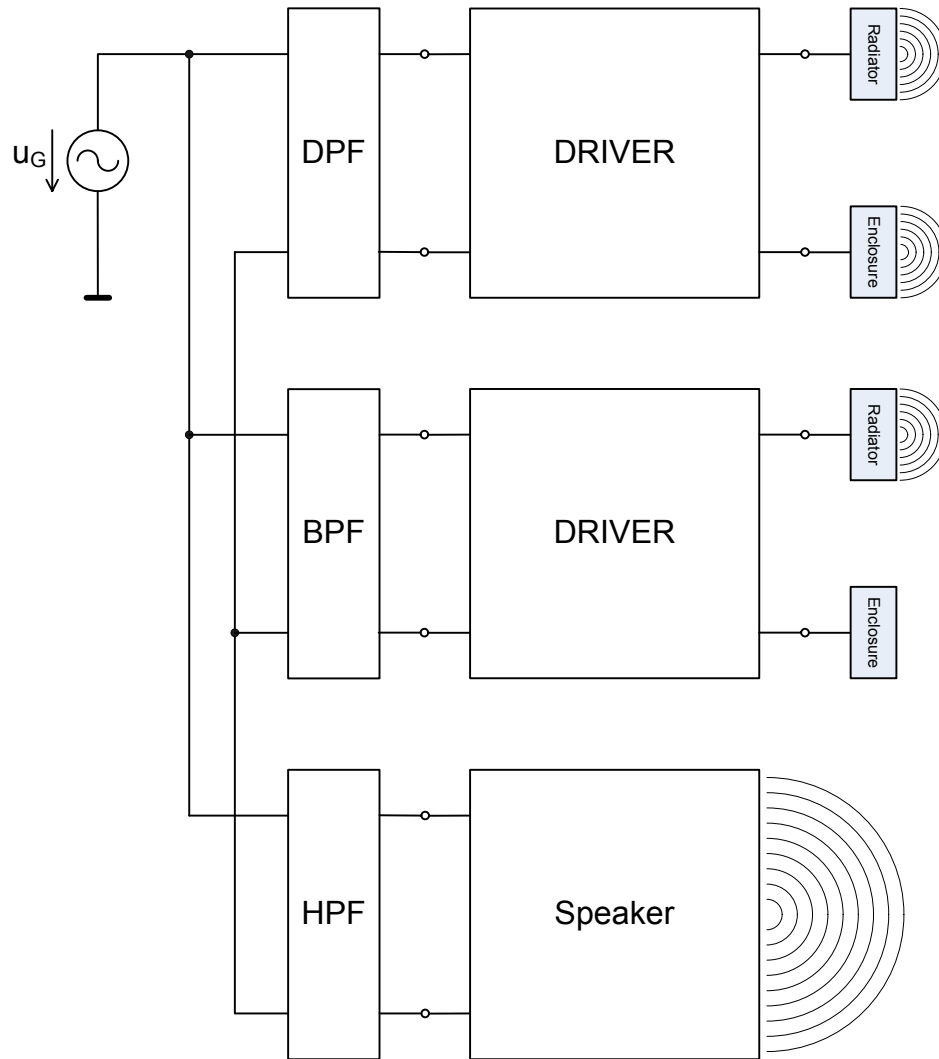 uG
DPF
DRIVER
Radiator
Enclosure
BPF
DRIVER
Radiator
Enclosure
HPF
Speaker